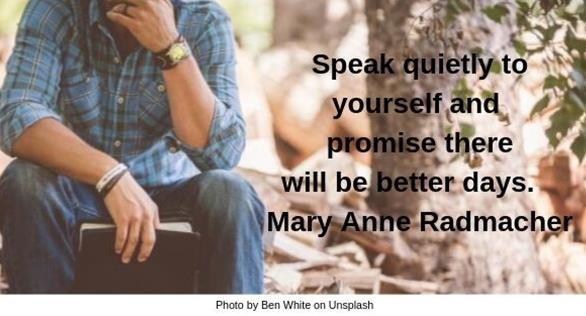 Speak quietly to
yourself and
promise there
will be better days.
Mary Anne Radmacher
Photo by Ben White on Unsplash